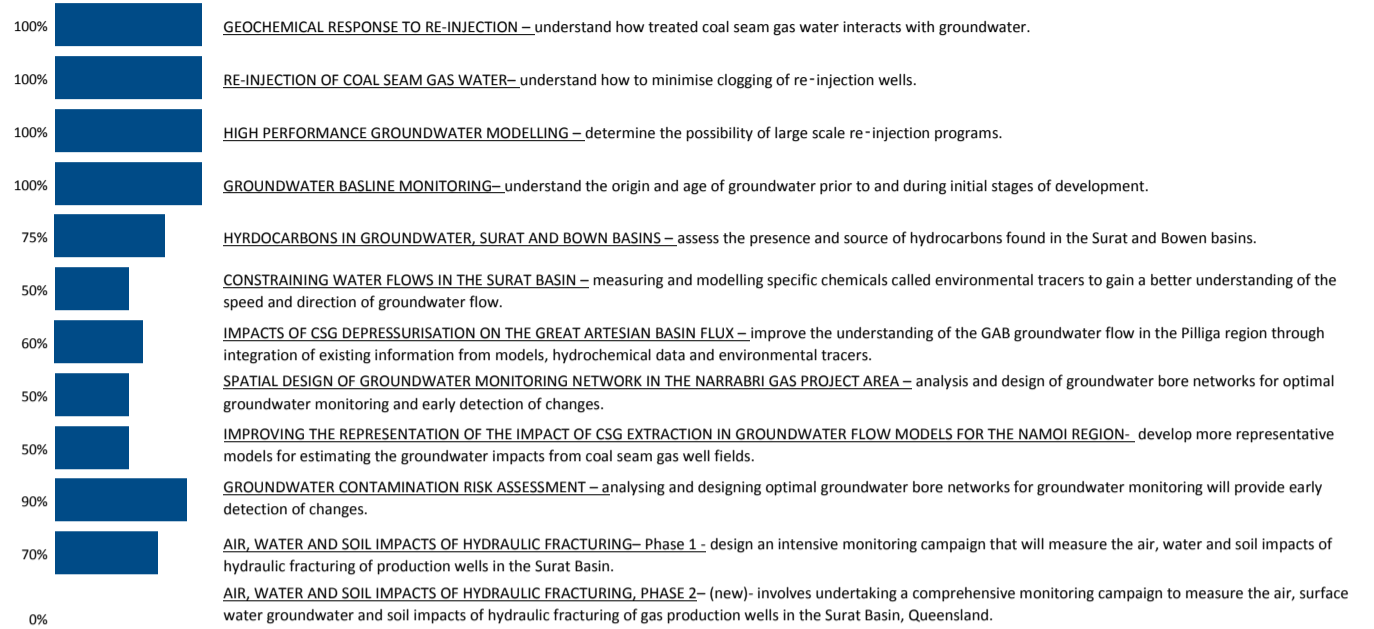 100% GEOCHEMICAL RESPONSE TO RE-INJECTION – understand how treated coal seam gas water interacts with groundwater.
100% RE-INJECTION OF COAL SEAM GAS WATER– understand how to minimise clogging of re-injection wells.
100% HIGH PERFORMANCE GROUNDWATER MODELLING – determine the possibility of large scale re-injection programs.
100% GROUNDWATER BASLINE MONITORING– understand the origin and age of groundwater prior to and during initial stages of development.
75% HYRDOCARBONS IN GROUNDWATER, SURAT AND BOWN BASINS – assess the presence and source of hydrocarbons found in the Surat and Bowen basins.
50% CONSTRAINING WATER FLOWS IN THE SURAT BASIN – measuring and modelling specific chemicals called environmental tracers to gain a better understanding of the
speed and direction of groundwater flow.
60% IMPACTS OF CSG DEPRESSURISATION ON THE GREAT ARTESIAN BASIN FLUX – improve the understanding of the GAB groundwater flow in the Pilliga region through
integration of existing information from models, hydrochemical data and environmental tracers.
50% SPATIAL DESIGN OF GROUNDWATER MONITORING NETWORK IN THE NARRABRI GAS PROJECT AREA – analysis and design of groundwater bore networks for optimal
groundwater monitoring and early detection of changes.
50% IMPROVING THE REPRESENTATION OF THE IMPACT OF CSG EXTRACTION IN GROUNDWATER FLOW MODELS FOR THE NAMOI REGION- develop more representative
models for estimating the groundwater impacts from coal seam gas well fields.
90% GROUNDWATER CONTAMINATION RISK ASSESSMENT – analysing and designing optimal groundwater bore networks for groundwater monitoring will provide early
detection of changes.
70% AIR, WATER AND SOIL IMPACTS OF HYDRAULIC FRACTURING– Phase 1 - design an intensive monitoring campaign that will measure the air, water and soil impacts of
hydraulic fracturing of production wells in the Surat Basin.
AIR, WATER AND SOIL IMPACTS OF HYDRAULIC FRACTURING, PHASE 2– (new)- involves undertaking a comprehensive monitoring campaign to measure the air, surface
0% water groundwater and soil impacts of hydraulic fracturing of gas production wells in the Surat Basin, Queensland.